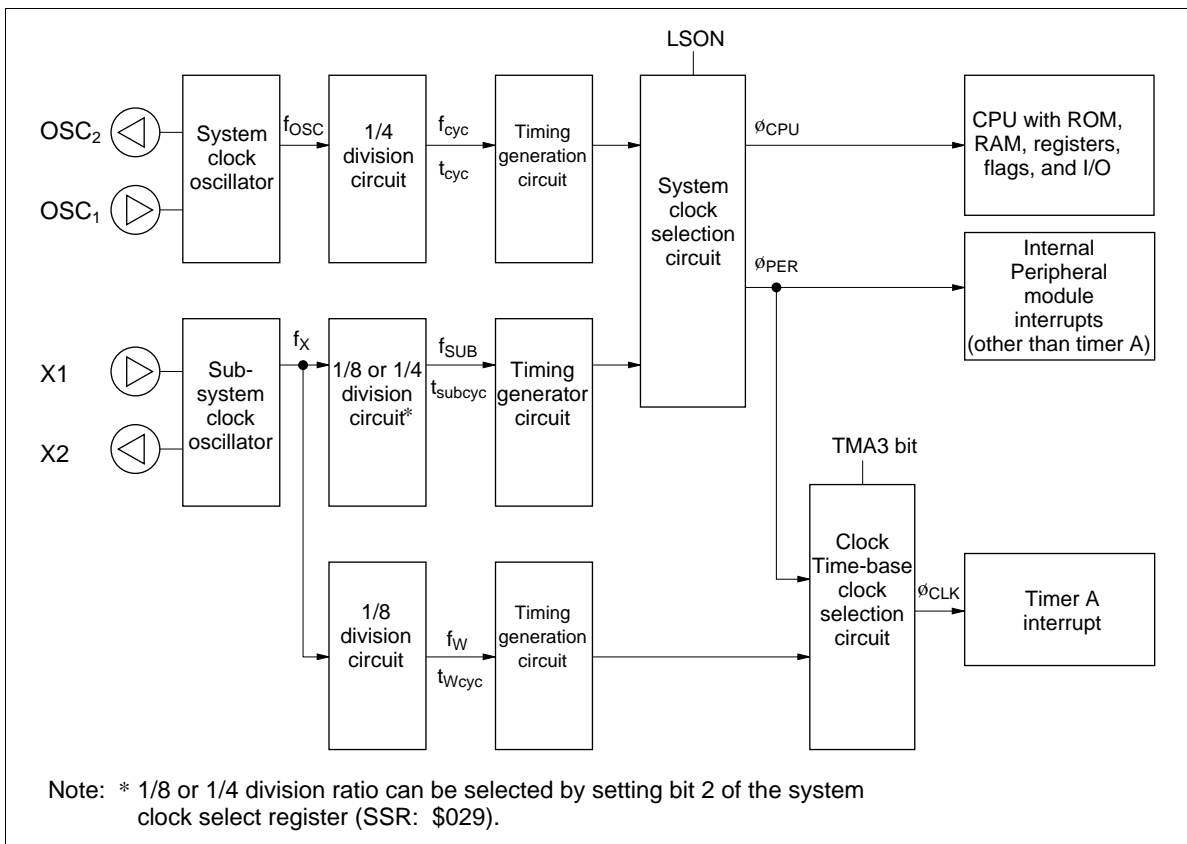 LSON
OSC2
OSC1
System
clock
oscillator
fOSC
1/4
division
circuit
fcyc
tcyc
Timing
generation
circuit
System
clock
selection
circuit
øCPU
øPER
CPU with ROM,
RAM, registers,
flags, and I/O
Internal
Peripheral
module
interrupts
(other than timer A)
X1
X2
Sub-
system
clock
oscillator
fX
1/8 or 1/4
division
circuit*
fSUB
tsubcyc
Timing
generator
circuit
TMA3 bit
1/8
division
circuit
fW
tWcyc
Timing
generation
circuit
Clock
Time-base
clock
selection
circuit
øCLK
Timer A
interrupt
Note: * 1/8 or 1/4 division ratio can be selected by setting bit 2 of the system
clock select register (SSR: $029).